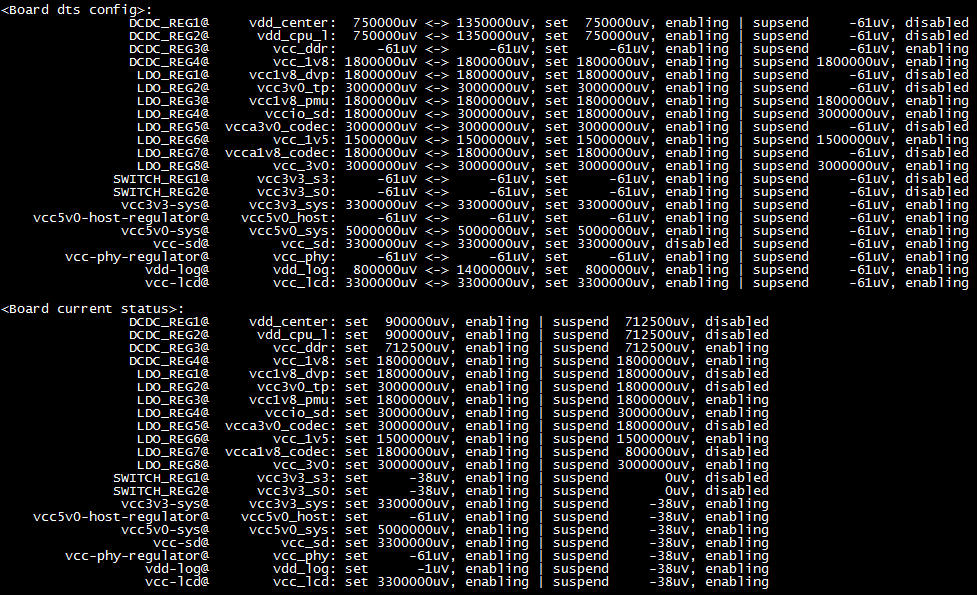 <Board dts config>:
DCDC_REG1@ vdd_center: 750000uV <-> 1350000uV, set 750000uV, enabling | supsend -61uV, disabled
DCDC_REG2@ vdd_cpu_l: 750000uV <-> 1350000uV, set 750000uV, enabling | supsend -61uV, disabled
DCDC_REG3@ vcc_ddr: -61uV <-> -61uV, set -61uV, enabling | supsend -61uV, enabling
DCDC_REG4@ vcc_1v8: 1800000uV <-> 1800000uV, set 1800000uV, enabling | supsend 1800000uV, enabling
LDO_REG1@ vcc1v8_dvp: 1800000uV <-> 1800000uV, set 1800000uV, enabling | supsend -61uV, disabled
LDO_REG2@ vcc3v0_tp: 3000000uV <-> 3000000uV, set 3000000uV, enabling | supsend -61uV, disabled
LDO_REG3@ vcc1v8_pmu: 1800000uV <-> 1800000uV, set 1800000uV, enabling | supsend 1800000uV, enabling
LDO_REG4@ vccio_sd: 1800000uV <-> 3000000uV, set 1800000uV, enabling | supsend 3000000uV, enabling
LDO_REG5@ vcca3v0_codec: 3000000uV <-> 3000000uV, set 3000000uV, enabling | supsend -61uV, disabled
LDO_REG6@ vcc_1v5: 1500000uV <-> 1500000uV, set 1500000uV, enabling | supsend 1500000uV, enabling
LDO_REG7@ vcca1v8_codec: 1800000uV <-> 1800000uV, set 1800000uV, enabling | supsend -61uV, disabled
LDO_REG8@ vcc_3v0: 3000000uV <-> 3000000uV, set 3000000uV, enabling | supsend 3000000uV, enabling
SWITCH_REG1@ vcc3v3_s3: -61uV <-> -61uV, set -61uV, enabling | supsend -61uV, disabled
SWITCH_REG2@ vcc3v3_s0: -61uV <-> -61uV, set -61uV, enabling | supsend -61uV, disabled
vcc3v3-sys@ vcc3v3_sys: 3300000uV <-> 3300000uV, set 3300000uV, enabling | supsend -61uV, enabling
vcc5v0-host-regulator@ vcc5v0_host: -61uV <-> -61uV, set -61uV, enabling | supsend -61uV, enabling
vcc5v0-sys@ vcc5v0_sys: 5000000uV <-> 5000000uV, set 5000000uV, enabling | supsend -61uV, enabling
vcc-sd@ vcc_sd: 3300000uV <-> 3300000uV, set 3300000uV, disabled | supsend -61uV, enabling
vcc-phy-regulator@ vcc_phy: -61uV <-> -61uV, set -61uV, enabling | supsend -61uV, enabling
vdd-log@ vdd_log: 800000uV <-> 1400000uV, set 800000uV, enabling | supsend -61uV, enabling
vcc-lcd@ vcc_lcd: 3300000uV <-> 3300000uV, set 3300000uV, enabling | supsend -61uV, enabling
<Board current status>:
DCDC_REG1@ vdd_center: set 900000uV, enabling | suspend 712500uV, disabled
DCDC_REG2@ vdd_cpu_l: set 900000uV, enabling | suspend 712500uV, disabled
DCDC_REG3@ vcc_ddr: set 712500uV, enabling | suspend 712500uV, enabling
DCDC_REG4@ vcc_1v8: set 1800000uV, enabling | suspend 1800000uV, enabling
LDO_REG1@ vcc1v8_dvp: set 1800000uV, enabling | suspend 1800000uV, disabled
LDO_REG2@ vcc3v0_tp: set 3000000uV, enabling | suspend 1800000uV, disabled
LDO_REG3@ vcc1v8_pmu: set 1800000uV, enabling | suspend 1800000uV, enabling
LDO_REG4@ vccio_sd: set 3000000uV, enabling | suspend 3000000uV, enabling
LDO_REG5@ vcca3v0_codec: set 3000000uV, enabling | suspend 1800000uV, disabled
LDO_REG6@ vcc_1v5: set 1500000uV, enabling | suspend 1500000uV, enabling
LDO_REG7@ vcca1v8_codec: set 1800000uV, enabling | suspend 800000uV, disabled
LDO_REG8@ vcc_3v0: set 3000000uV, enabling | suspend 3000000uV, enabling
SWITCH_REG1@ vcc3v3_s3: set -38uV, enabling | suspend 0uV, disabled
SWITCH_REG2@ vcc3v3_s0: set -38uV, enabling | suspend 0uV, disabled
vcc3v3-sys@ vcc3v3_sys: set 3300000uV, enabling | suspend -38uV, enabling
vcc5v0-host-regulator@ vcc5v0_host: set -61uV, enabling | suspend -38uV, enabling
vcc5v0-sys@ vcc5v0_sys: set 5000000uV, enabling | suspend -38uV, enabling
vcc-sd@ vcc_sd: set 3300000uV, enabling | suspend -38uV, enabling
vcc-phy-regulator@ vcc_phy: set -61uV, enabling | suspend -38uV, enabling
vdd-log@ vdd_log: set -1uV, enabling | suspend -38uV, enabling
vcc-lcd@ vcc_lcd: set 3300000uV, enabling | suspend -38uV, enabling